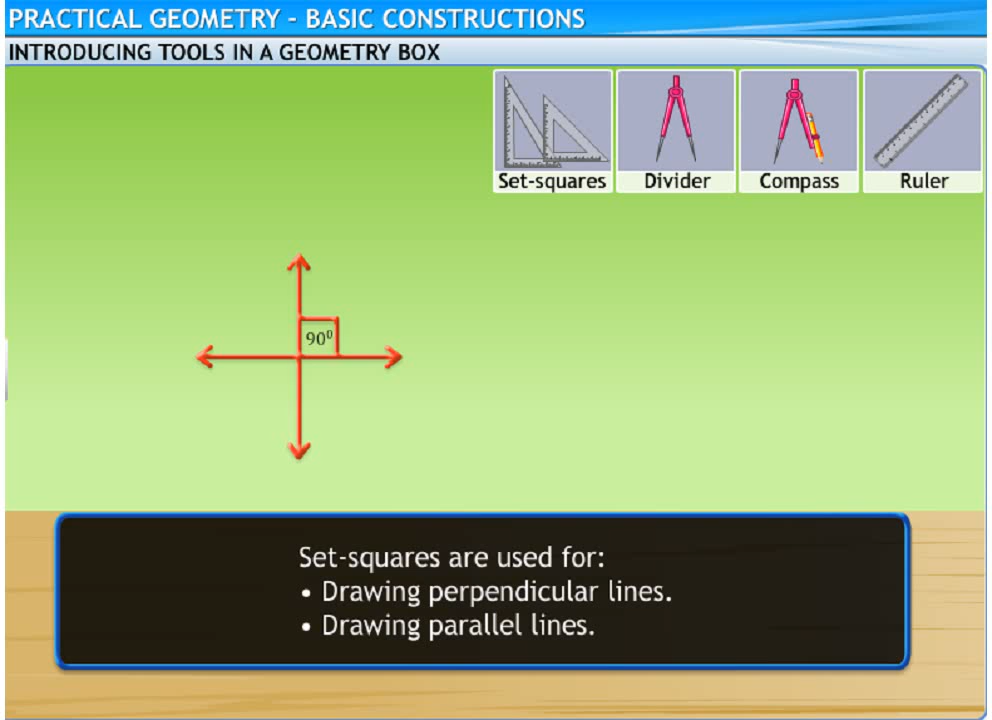 PRACTICAL GEOMETRY - BASIC CONSTRUCTIONS
INTRODUCING TOOLS IN A GEOMETRY BOX
Set-squares
Divider
Compass
Ruler
90⁰
Set-squares are used for:
• Drawing perpendicular lines.
• Drawing parallel lines.